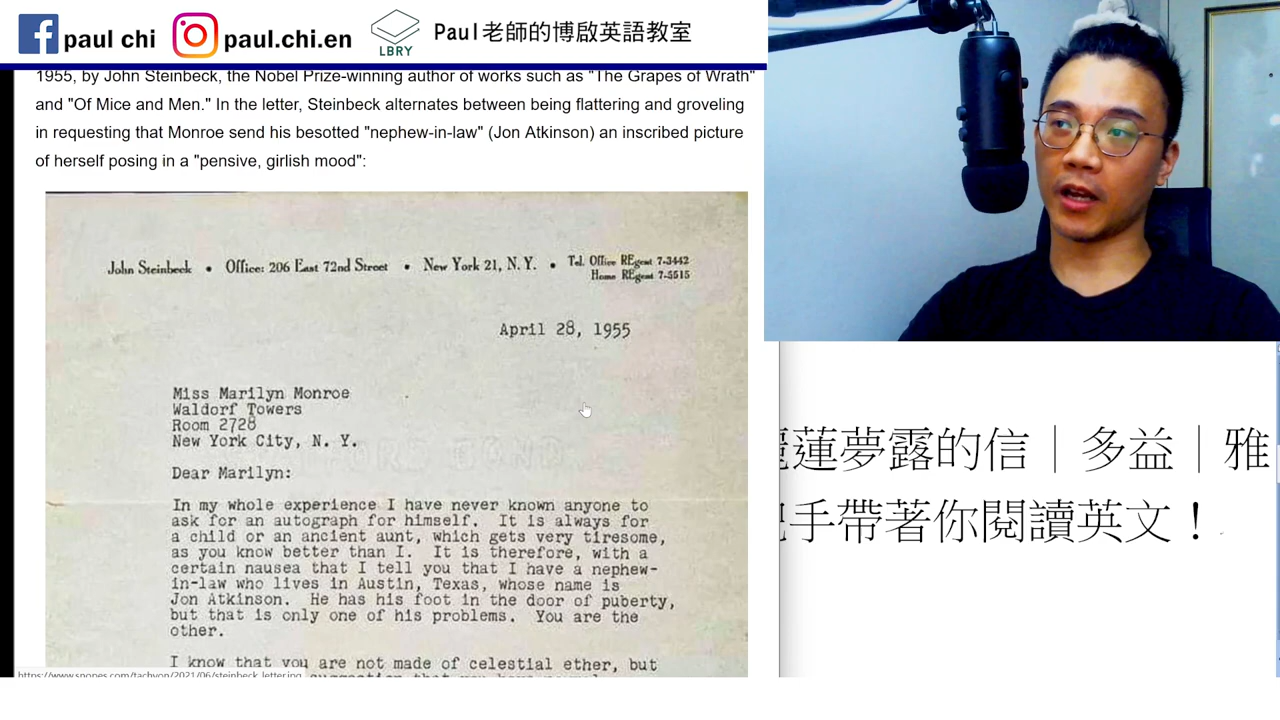 paul chi
paul.chi.en
LBRY
Paul老師的博啟英語教室
1955, by John Steinbeck, the Nobel Prize-winning author of works such as "The Grapes of Wrath"
and "Of Mice and Men." In the letter, Steinbeck alternates between being flattering and groveling
in requesting that Monroe send his besotted "nephew-in-law" (Jon Atkinson) an inscribed picture
of herself posing in a "pensive, girlish mood":
John Steinbeck • Office: 206 East 72nd Street • New York 21, N. Y. • Tel. Office REgent 7-3442
Home REgent 7-5515
April 28, 1955
Miss Marilyn Monroe
Waldorf Towers
Room 2728
New York City, N. Y.
Dear Marilyn:
In my whole experience I have never known anyone to
ask for an autograph for himself. It is always for
a child or an ancient aunt, which gets very tiresome,
as you know better than I. It is therefore, with a
certain nausea that I tell you that I have a nephew-
in-law who lives in Austin, Texas, whose name is
Jon Atkinson. He has his foot in the door of puberty,
but that is only one of his problems. You are the
other.
I know that you are not made of celestial ether, but
https://www.snopes.com/tachyon/2021/06/steinbeck_letter.jpg
蓮夢露的信｜多益｜雅
手帶著你閱讀英文！